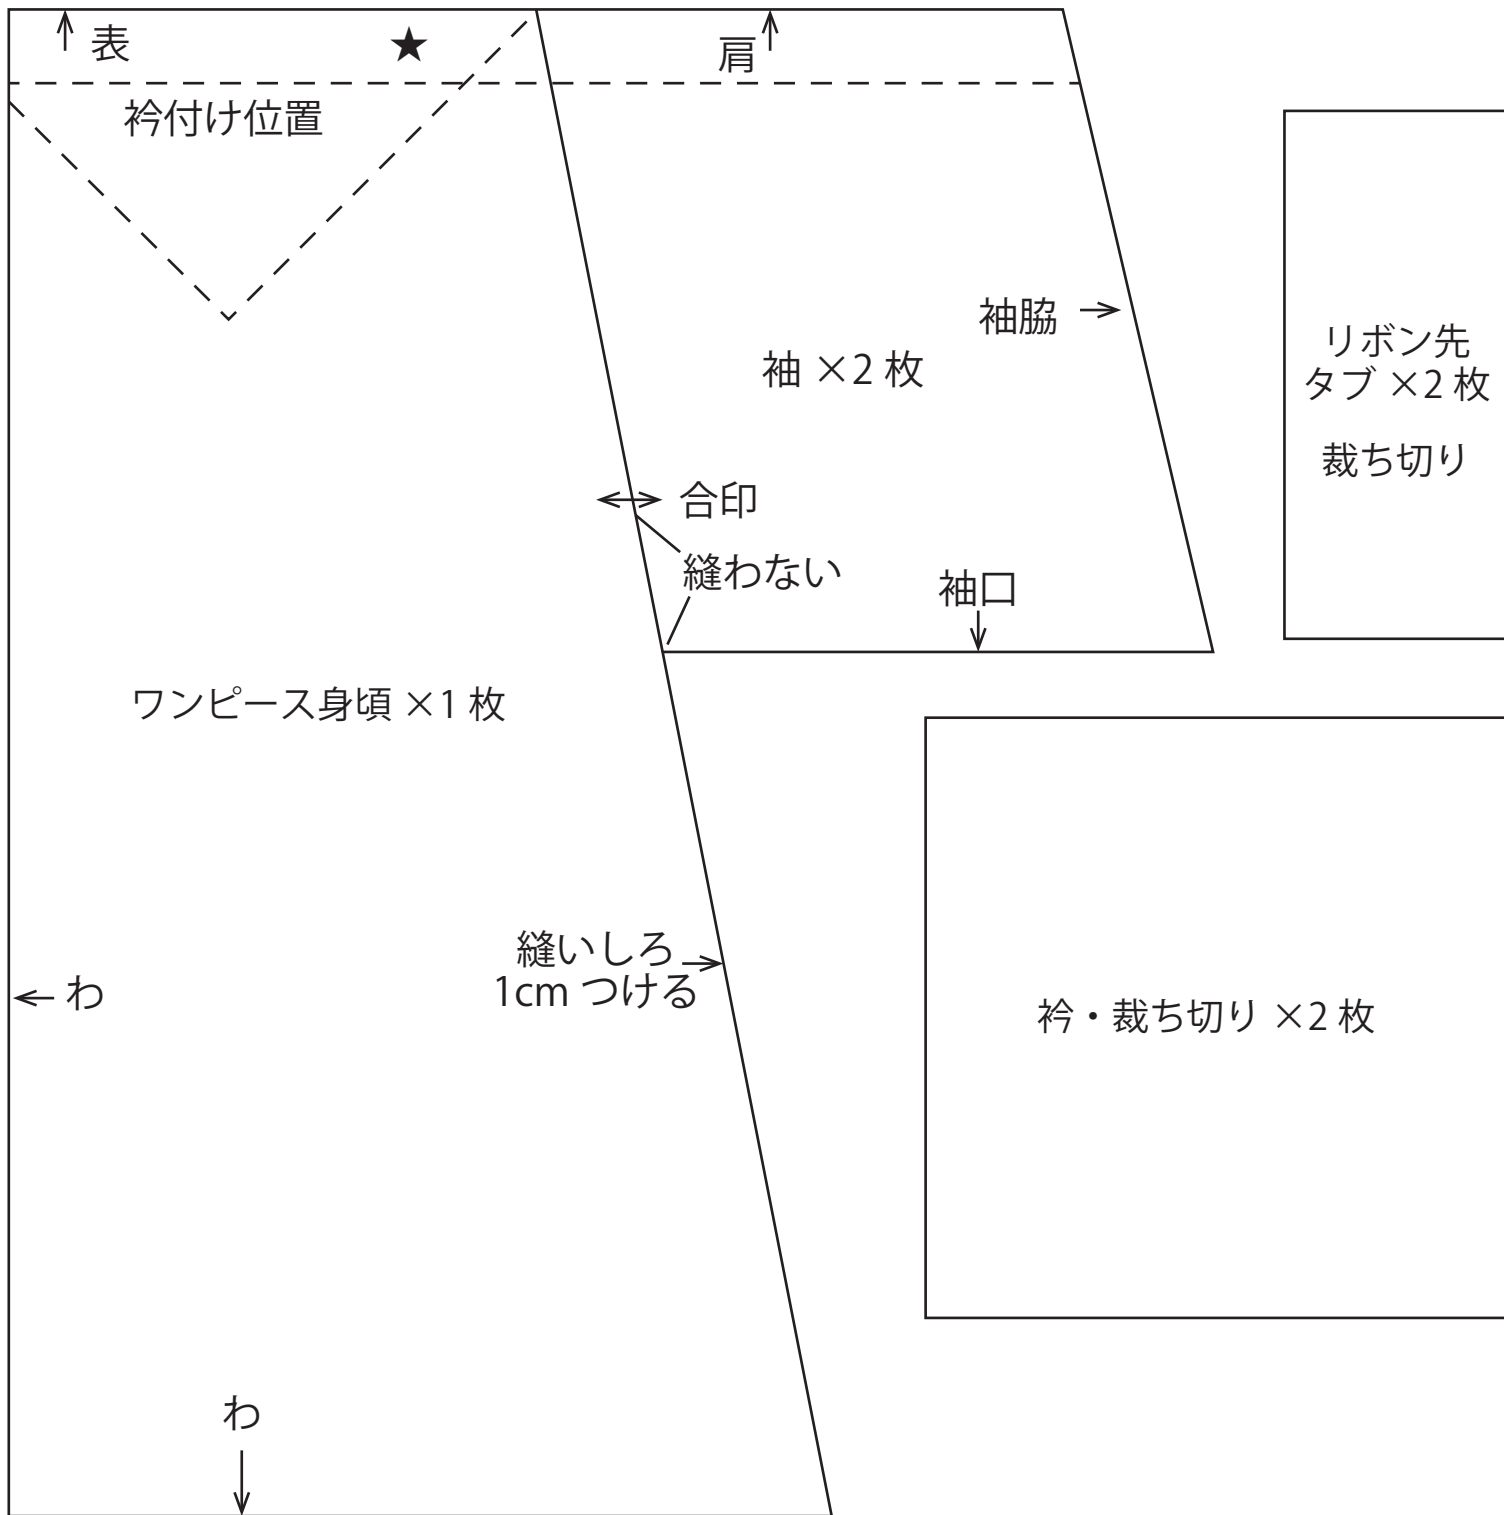 表
★
肩
衿付け位置
袖脇
袖 ×2 枚
リボン先
タブ ×2 枚
裁ち切り
合印
縫わない
袖口
ワンピース身頃 ×1 枚
縫いしろ
1cm つける
わ
衿・裁ち切り ×2 枚
わ